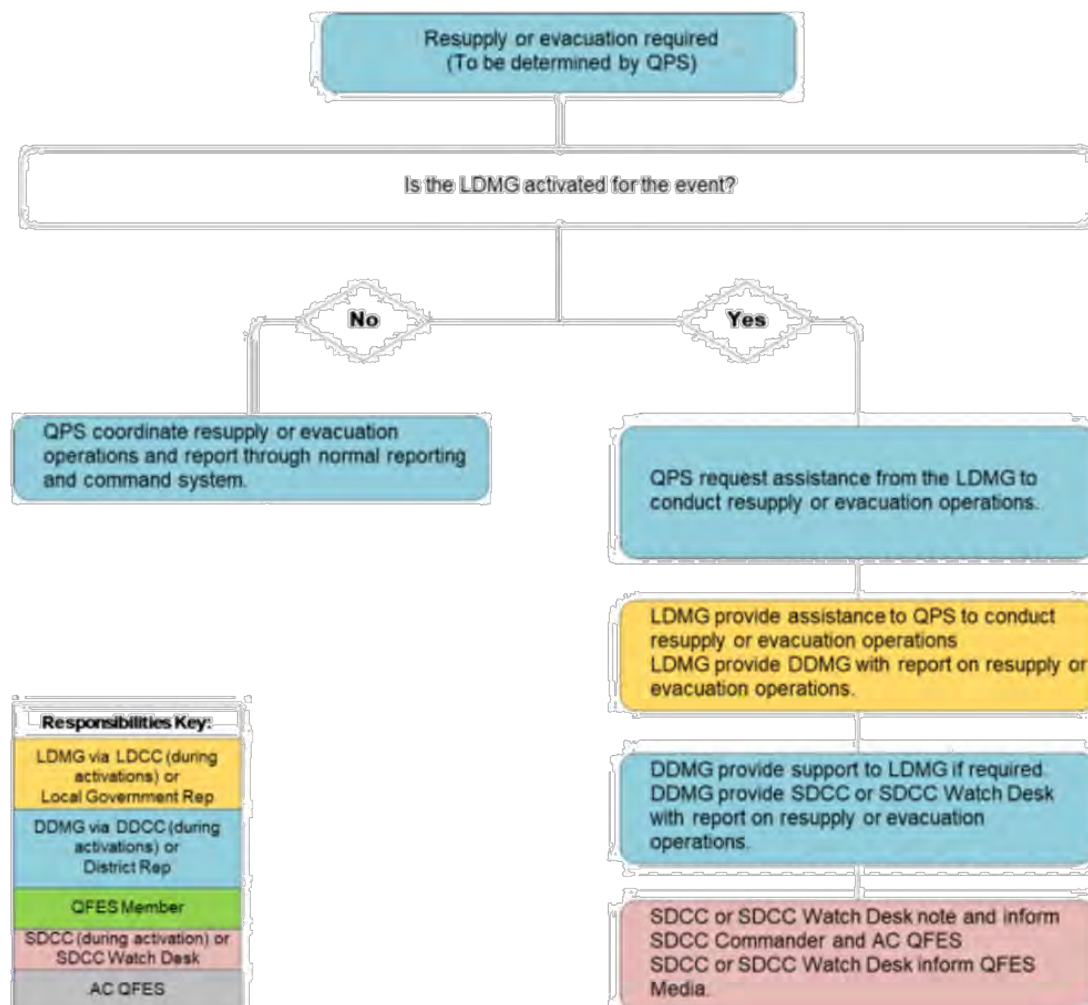 Resupply or evacuation required
(To be determined by QPS)
Is the LDMG activated for the event?
No
Yes
QPS coordinate resupply or evacuation
operations and report through normal reporting
and command system.
QPS request assistance from the LDMG to
conduct resupply or evacuation operations.
LDMG provide assistance to QPS to conduct
resupply or evacuation operations
LDMG provide DDMG with report on resupply or
evacuation operations.
DDMG provide support to LDMG if required.
DDMG provide SDCC or SDCC Watch Desk
with report on resupply or evacuation
operations.
SDCC or SDCC Watch Desk note and inform
SDCC Commander and AC QFES
SDCC or SDCC Watch Desk inform QFES
Media.
Responsibilities Key:
LDMG via LDCC (during
activations) or
Local Government Rep
DDMG via DDCC (during
activations) or
District Rep
QFES Member
SDCC (during activation) or
SDCC Watch Desk
AC QFES